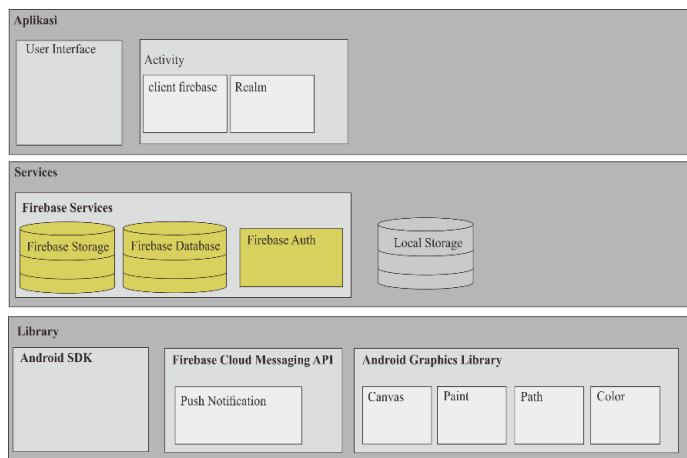 Aplikasi
User Interface
Activity
client firebase
Realm
Services
Firebase Services
Firebase Storage
Firebase Database
Firebase Auth
Local Storage
Library
Android SDK
Firebase Cloud Messaging API
Push Notification
Android Graphics Library
Canvas
Paint
Path
Color